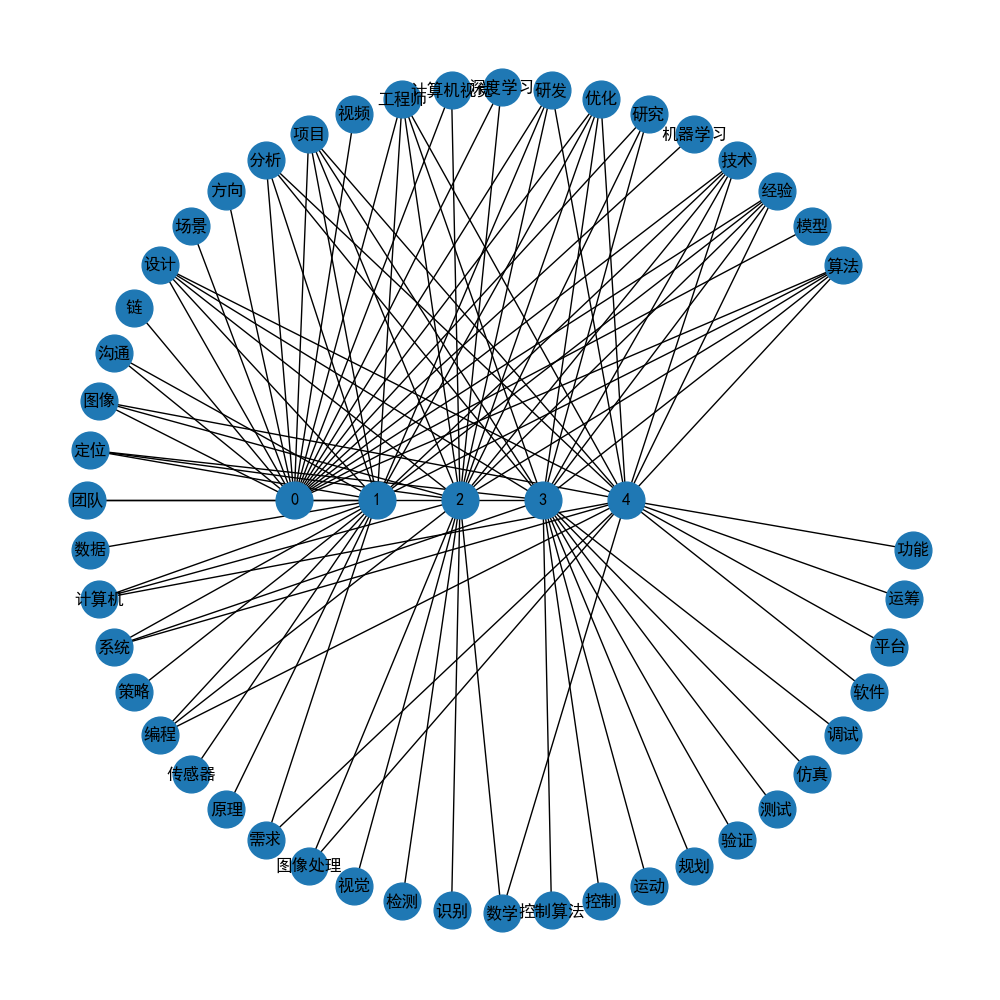 深度学习
计算机视觉
研发
工程师
优化
视频
研究
项目
机器学习
分析
技术
方向
经验
场景
模型
设计
算法
链
沟通
图像
定位
团队
0
1
2
3
4
数据
功能
计算机
运筹
系统
平台
策略
软件
编程
调试
传感器
仿真
原理
测试
需求
验证
图像处理
规划
视觉
运动
检测
控制
识别
数学
控制算法